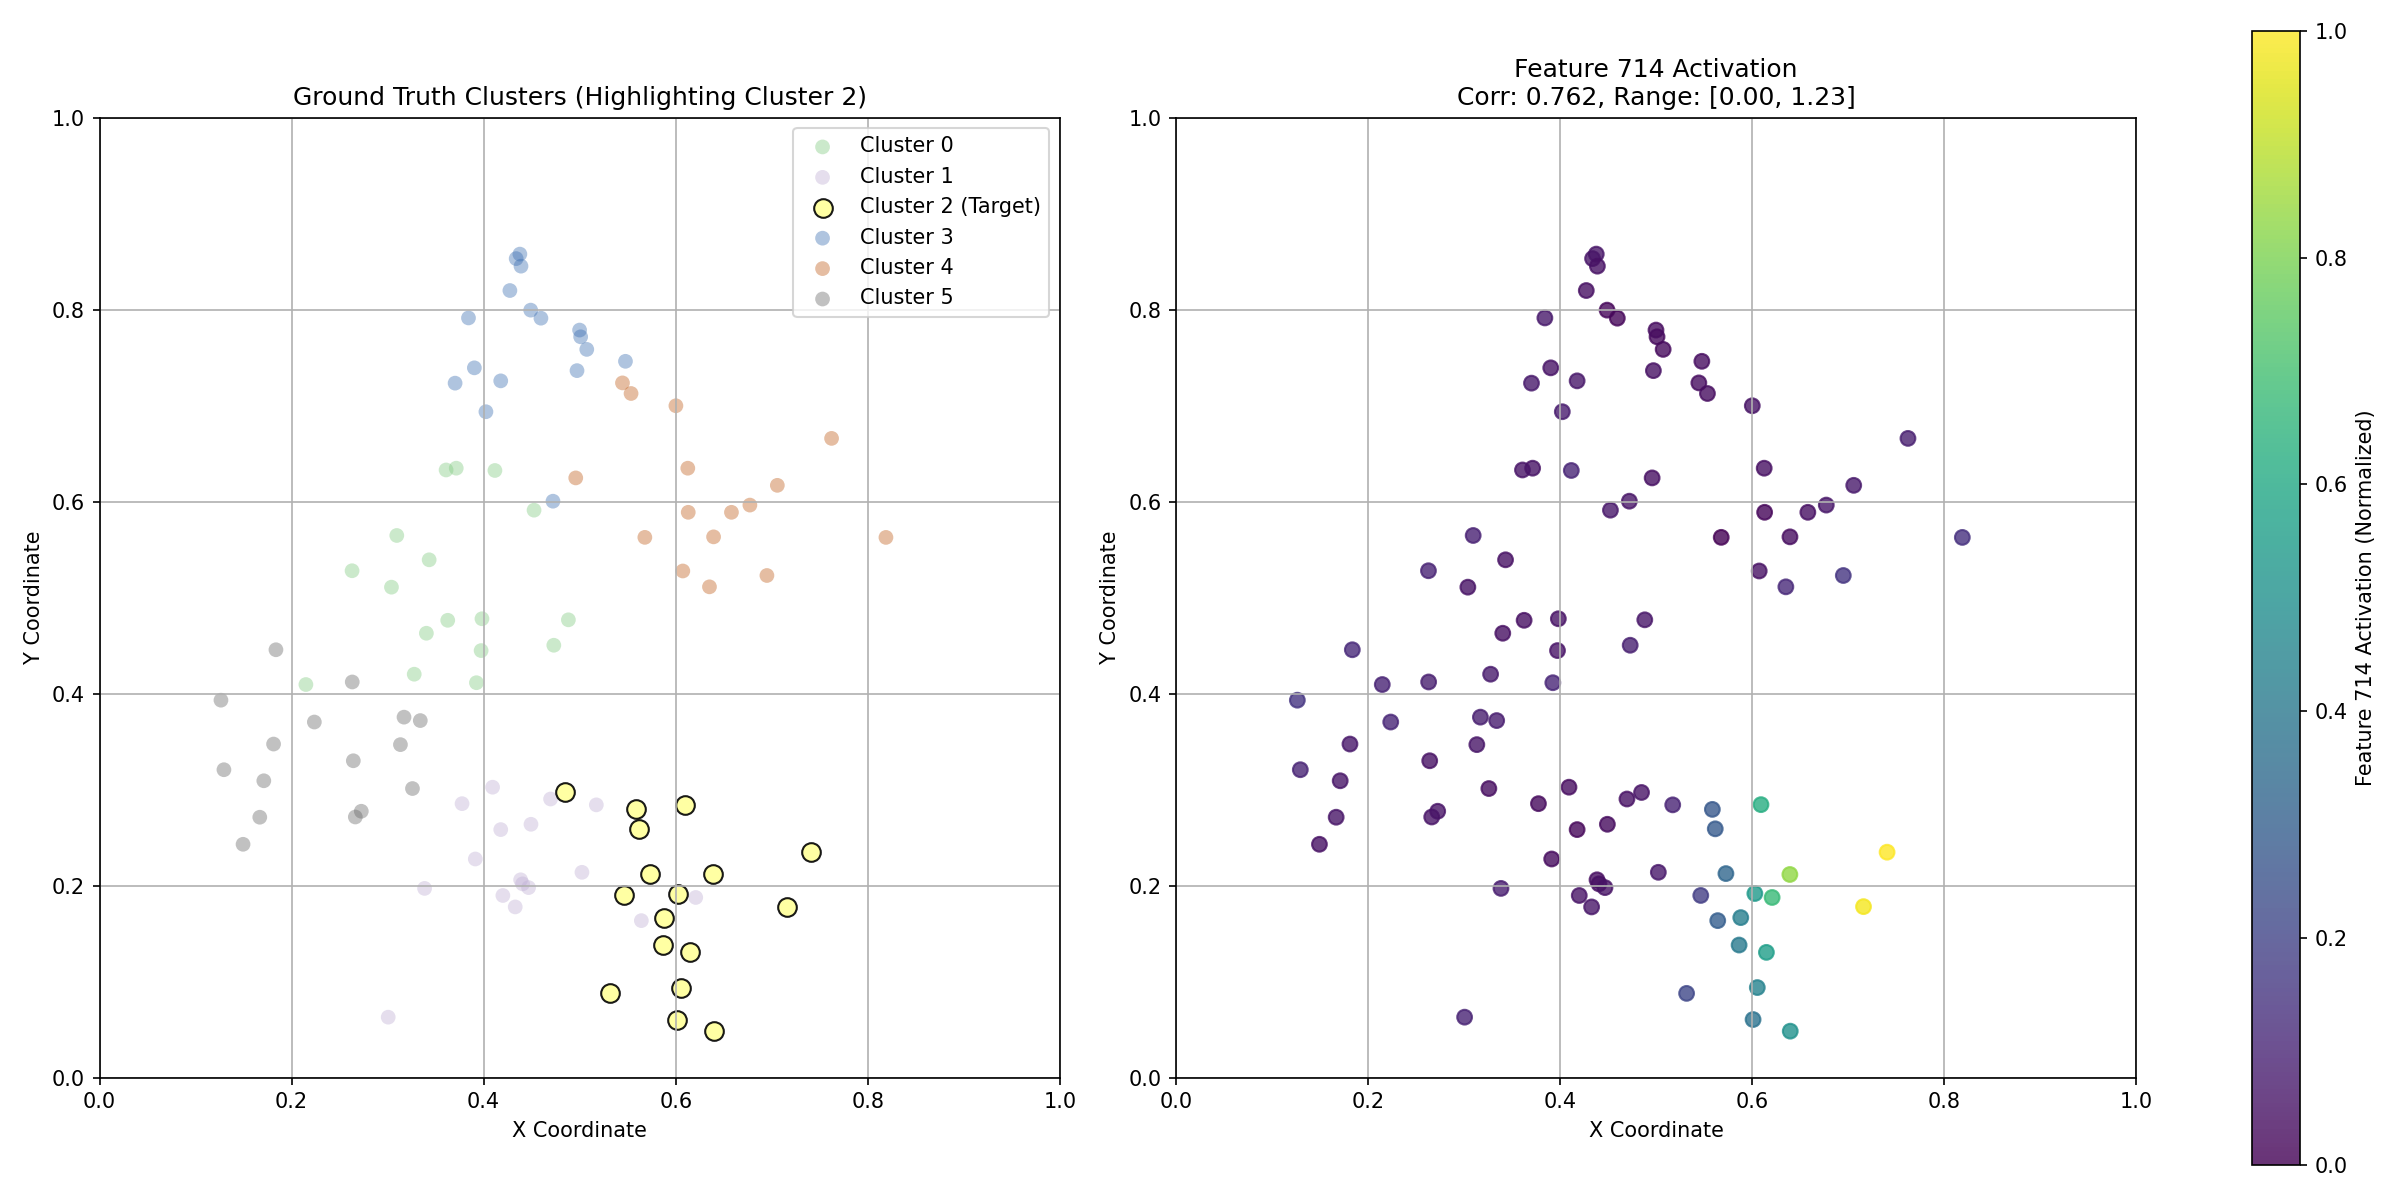 Ground Truth Clusters (Highlighting Cluster 2)
Cluster 0
Cluster 1
Cluster 2 (Target)
Cluster 3
Cluster 4
Cluster 5
1.0
0.8
0.6
0.4
0.2
0.0
Y Coordinate
0.0
0.2
0.4
0.6
0.8
1.0
X Coordinate
Feature 714 Activation
Corr: 0.762, Range: [0.00, 1.23]
1.0
0.8
0.6
0.4
0.2
0.0
Y Coordinate
0.0
0.2
0.4
0.6
0.8
1.0
X Coordinate
1.0
0.8
0.6
0.4
0.2
0.0
Feature 714 Activation (Normalized)